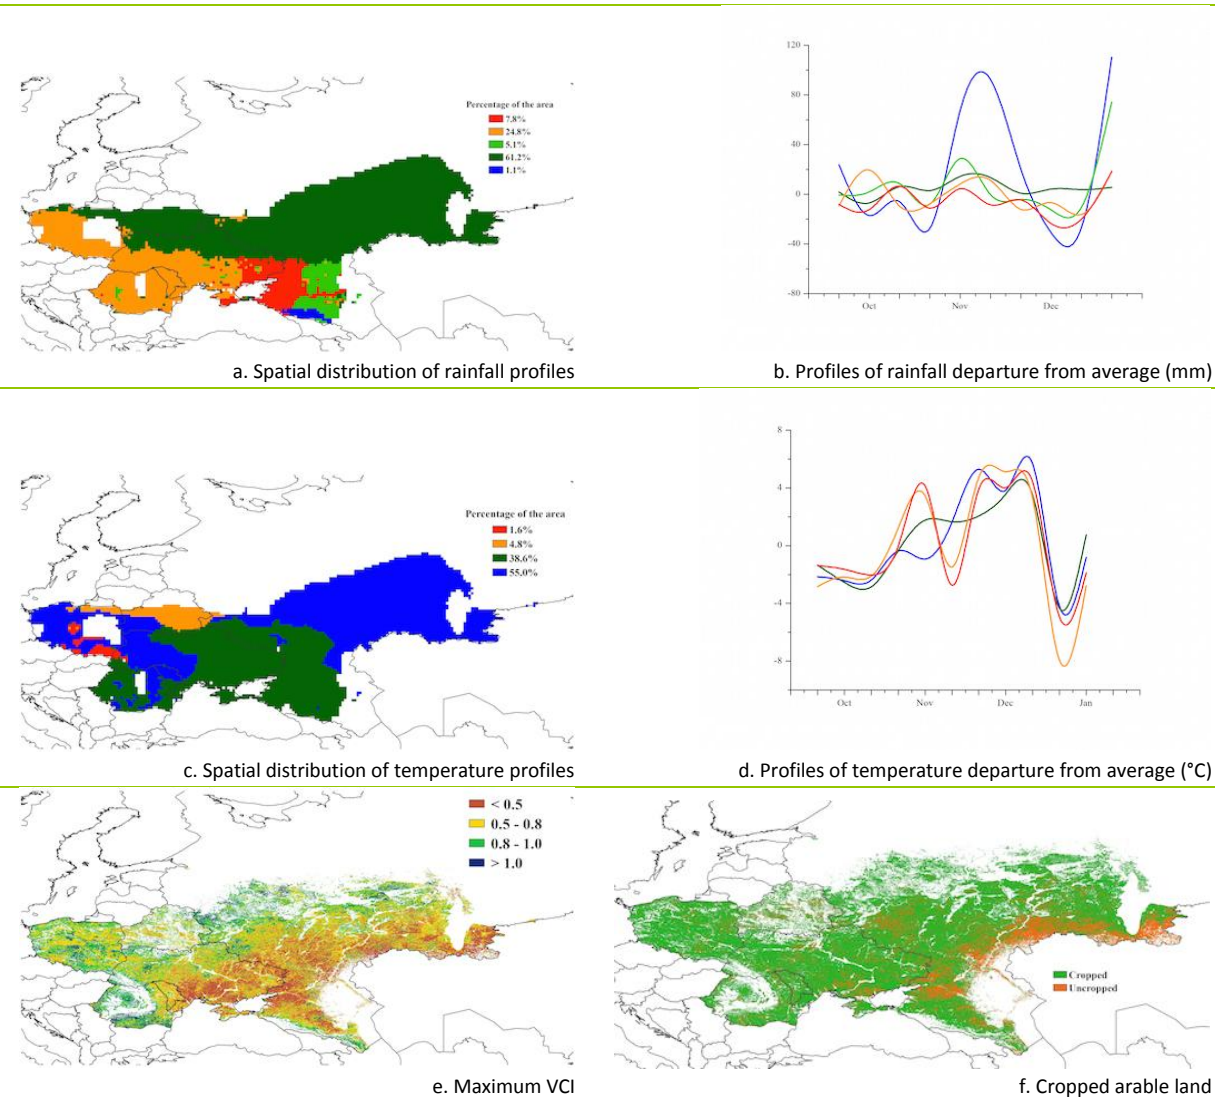 Percentage of the area
7.8%
24.8%
5.1%
61.2%
1.1%
120
80
40
0
-40
-80
Oct
Nov
Dec
a. Spatial distribution of rainfall profiles
b. Profiles of rainfall departure from average (mm)
Percentage of the area
1.6%
4.8%
38.6%
55.0%
8
4
0
-4
-8
Oct
Nov
Dec
Jan
c. Spatial distribution of temperature profiles
d. Profiles of temperature departure from average (°C)
< 0.5
0.5 - 0.8
0.8 - 1.0
> 1.0
Cropped
Uncropped
e. Maximum VCI
f. Cropped arable land